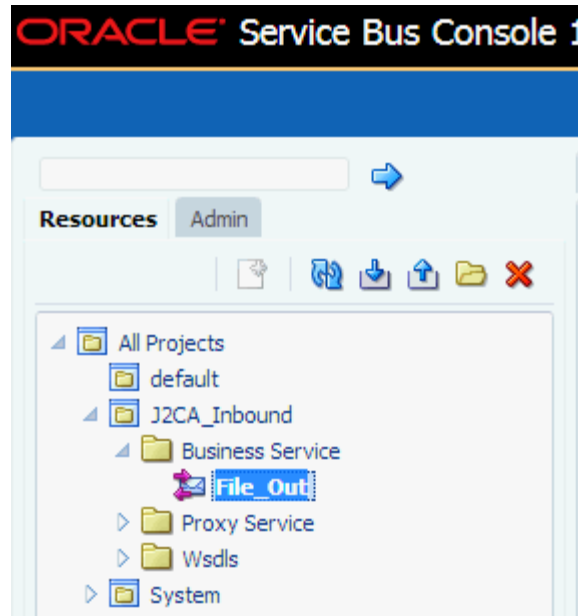 ORACLE Service Bus Console 1
Resources Admin
All Projects
default
J2CA_Inbound
Business Service
File_Out
Proxy Service
Wsdls
System